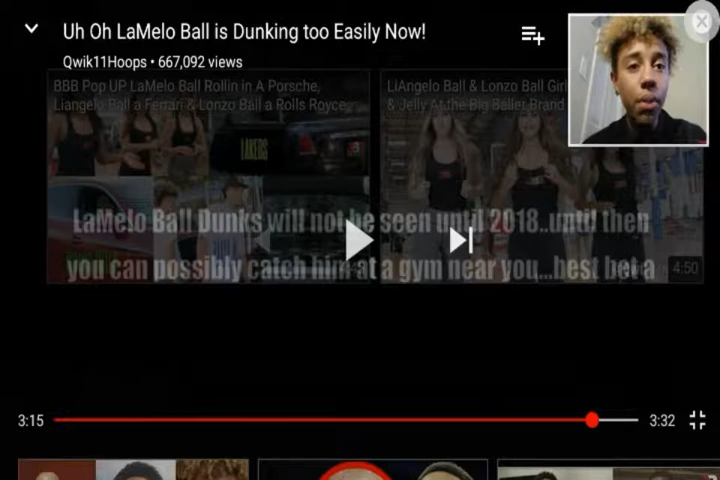 Uh Oh LaMelo Ball is Dunking too Easily Now!
Qwik11Hoops • 667,092 views
BBB Pop UP LaMelo Ball Rollin in A Porsche,
Liangelo Ball a Ferrari & Lonzo Ball a Rolls Royce
LiAngelo Ball & Lonzo Ball Girl
& Jelly At the Big Baller Brand
LAKERS
LaMelo Ball Dunks will not be seen until 2018..until then
you can possibly catch him at a gym near you...best bet a
4:50
3:15
3:32